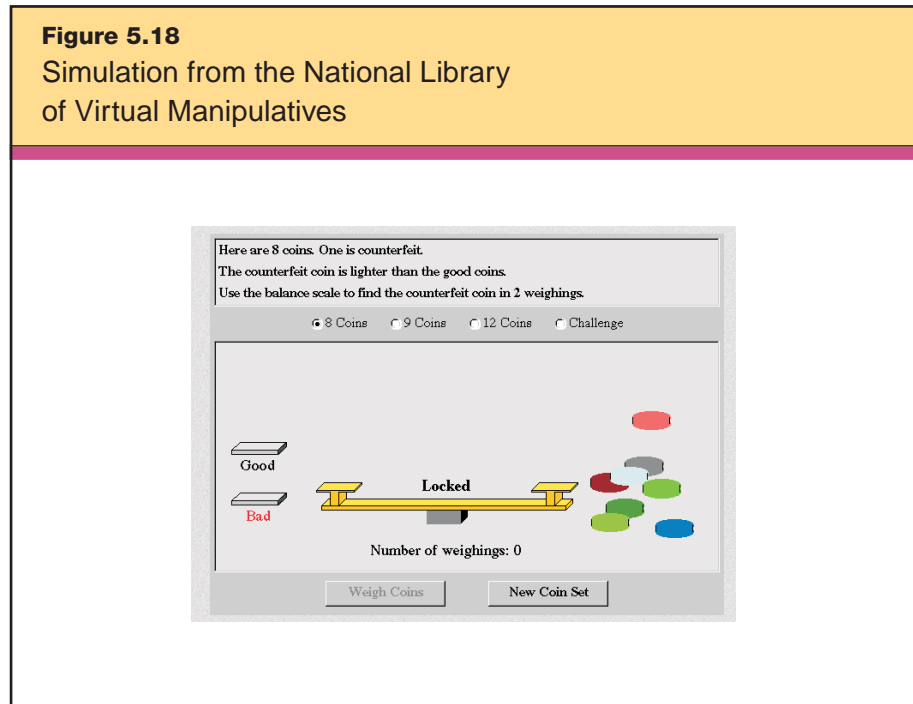 Figure 5.18
Simulation from the National Library
of Virtual Manipulatives
Here are 8 coins. One is counterfeit.
The counterfeit coin is lighter than the good coins.
Use the balance scale to find the counterfeit coin in 2 weighings.
8 Coins 9 Coins 12 Coins Challenge
Good
Locked
Bad
Number of weighings: 0
Weigh Coins New Coin Set